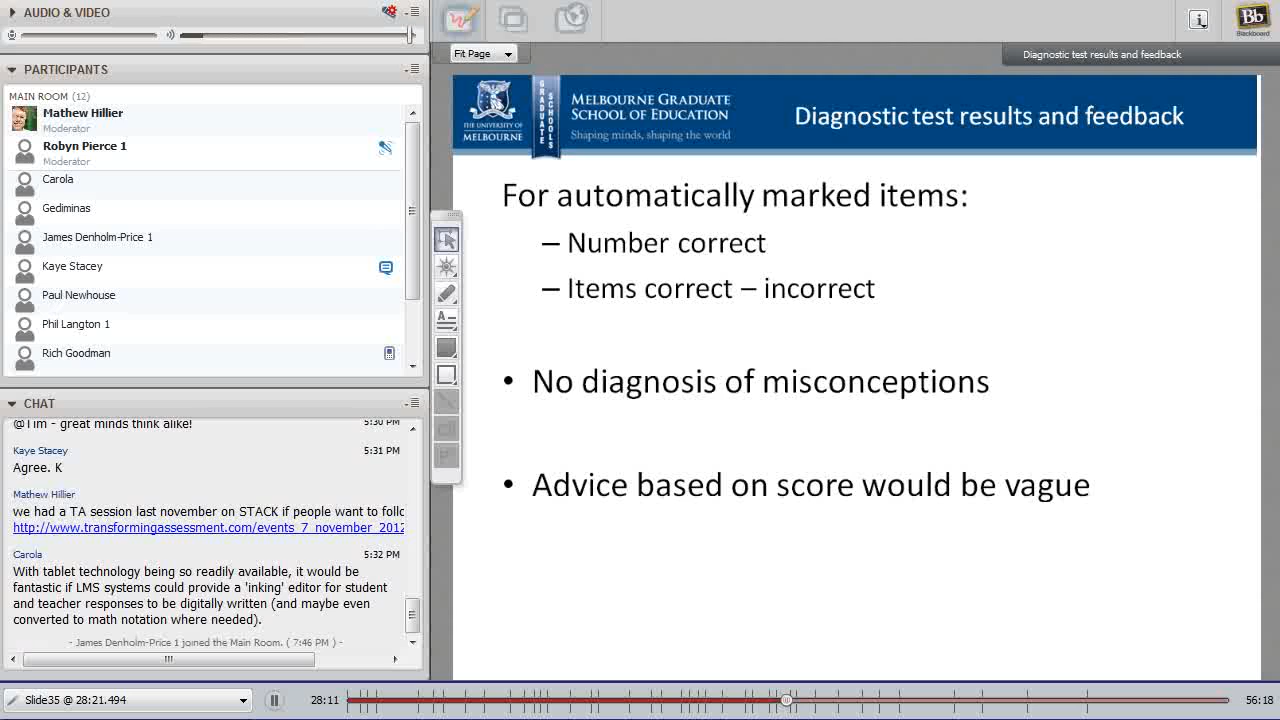 AUDIO & VIDEO
PARTICIPANTS
MAIN ROOM (12)
Mathew Hillier
Moderator
Robyn Pierce 1
Moderator
Carola
Gediminas
James Denholm-Price 1
Kaye Stacey
Paul Newhouse
Phil Langton 1
Rich Goodman
CHAT
@Tim - great minds think alike! 5:30 PM
Kaye Stacey 5:31 PM
Agree. K
Mathew Hillier
we had a TA session last november on STACK if people want to follo
http://www.transformingassessment.com/events_7_november_2012
Carola 5:32 PM
With tablet technology being so readily available, it would be
fantastic if LMS systems could provide a 'inking' editor for student
and teacher responses to be digitally written (and maybe even
converted to math notation where needed).
- James Denholm-Price 1 joined the Main Room. ( 7:46 PM ) -
Slide35 @ 28:21.494
28:11
56:18
Fit Page
Diagnostic test results and feedback
Bb
Blackboard
THE UNIVERSITY OF
MELBOURNE
GRADUATE
SCHOOLS
MELBOURNE GRADUATE
SCHOOL OF EDUCATION
Shaping minds, shaping the world
Diagnostic test results and feedback
For automatically marked items:
– Number correct
– Items correct – incorrect
• No diagnosis of misconceptions
• Advice based on score would be vague